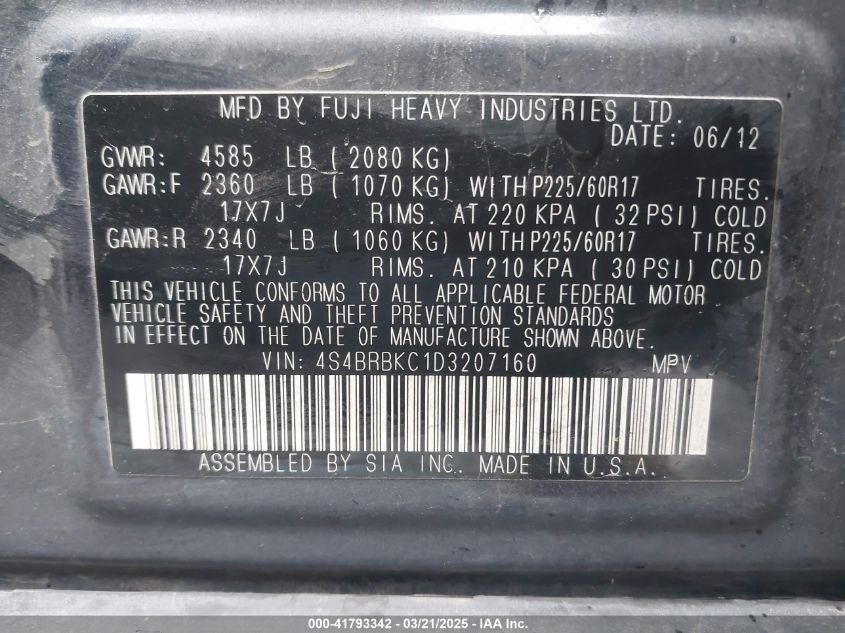 MFD BY FUJI HEAVY INDUSTRIES LTD.
DATE: 06/12
GVWR: 4585 LB ( 2080 KG)
GAWR:F 2360 LB ( 1070 KG) WITH P225/60R17 TIRES.
17X7J RIMS. AT 220 KPA ( 32 PSI) COLD
GAWR:R 2340 LB ( 1060 KG) WITH P225/60R17 TIRES.
17X7J RIMS. AT 210 KPA ( 30 PSI) COLD
THIS VEHICLE CONFORMS TO ALL APPLICABLE FEDERAL MOTOR
VEHICLE SAFETY AND THEFT PREVENTION STANDARDS
IN EFFECT ON THE DATE OF MANUFACTURE SHOWN ABOVE.
VIN: 4S4BRBKC1D3207160 MPV
ASSEMBLED BY SIA INC. MADE IN U.S.A.
000-41793342 - 03/21/2025 - IAA Inc.